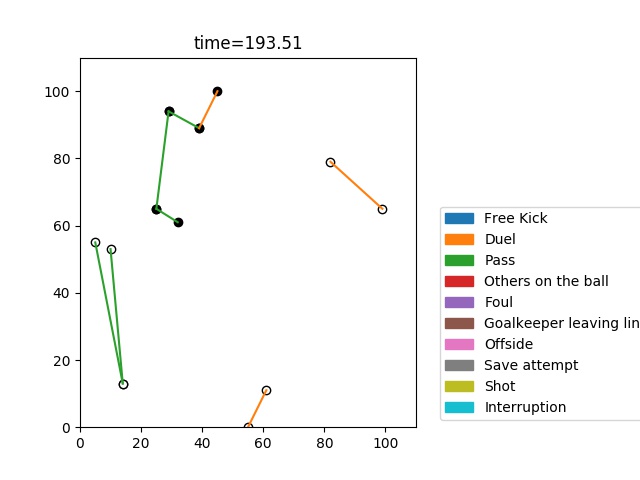 time=193.51
100
80
60
40
20
0
0 20 40 60 80 100
Free Kick
Duel
Pass
Others on the ball
Foul
Goalkeeper leaving lin
Offside
Save attempt
Shot
Interruption